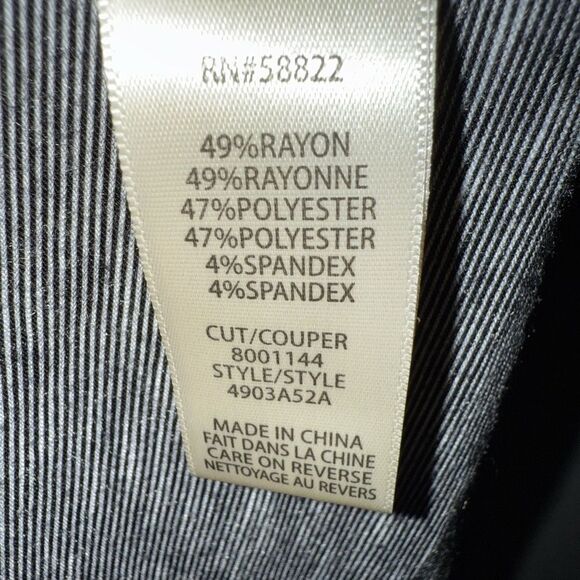 RN#58822
49%RAYON
49%RAYONNE
47%POLYESTER
47%POLYESTER
4%SPANDEX
4%SPANDEX
CUT/COUPER
8001144
STYLE/STYLE
4903A52A
MADE IN CHINA
FAIT DANS LA CHINE
CARE ON REVERSE
NETTOYAGE AU REVERS